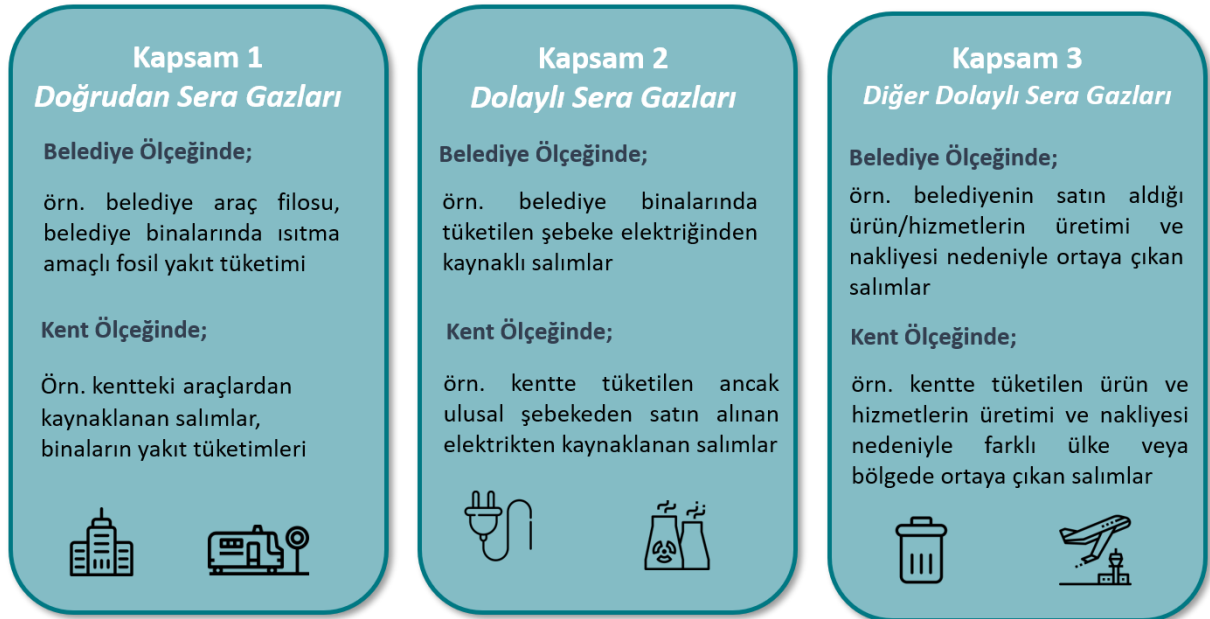 Kapsam 1
Doğrudan Sera Gazları
Belediye Ölçeğinde;
örn. belediye araç filosu,
belediye binalarında ısıtma
amaçlı fosil yakıt tüketimi
Kent Ölçeğinde;
Örn. kentteki araçlardan
kaynaklanan salımlar,
binaların yakıt tüketimleri
Kapsam 2
Dolaylı Sera Gazları
Belediye Ölçeğinde;
örn. belediye binalarında
tüketilen şebeke elektriğinden
kaynaklı salımlar
Kent Ölçeğinde;
örn. kentte tüketilen ancak
ulusal şebekeden satın alınan
elektrikten kaynaklanan salımlar
Kapsam 3
Diğer Dolaylı Sera Gazları
Belediye Ölçeğinde;
örn. belediyenin satın aldığı
ürün/hizmetlerin üretimi ve
nakliyesi nedeniyle ortaya çıkan
salımlar
Kent Ölçeğinde;
örn. kentte tüketilen ürün ve
hizmetlerin üretimi ve nakliyesi
nedeniyle farklı ülke veya
bölgede ortaya çıkan salımlar